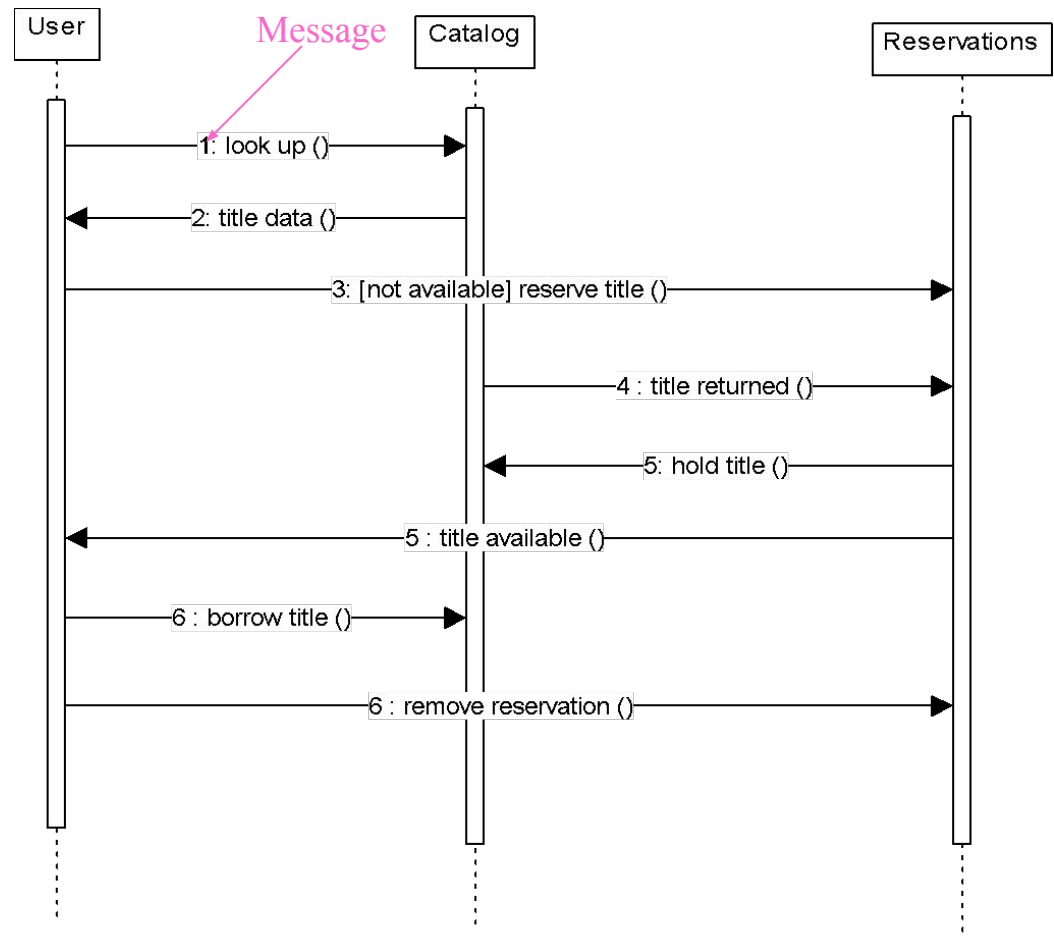 User
Message
Catalog
Reservations
1: look up ()
2: title data ()
3: [not available] reserve title ()
4 : title returned ()
5: hold title ()
5 : title available ()
6 : borrow title ()
6 : remove reservation ()